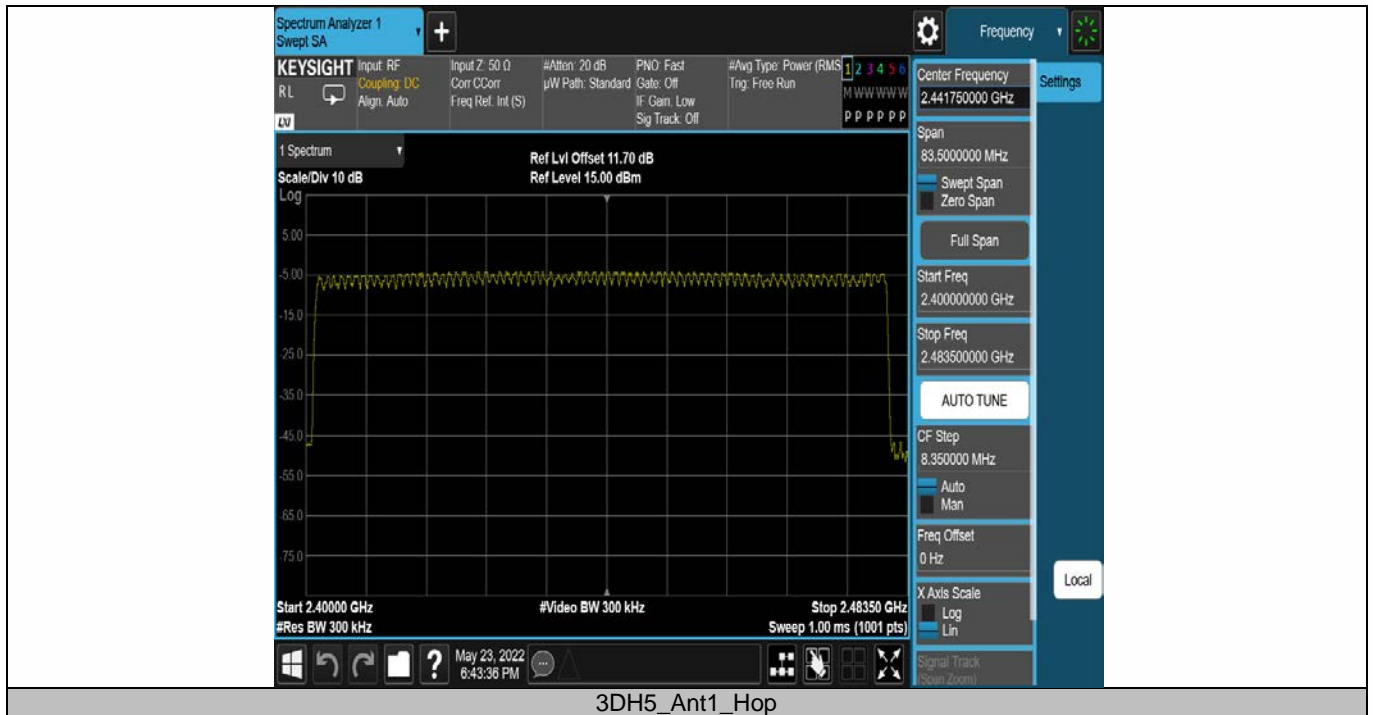 Spectrum Analyzer 1
Swept SA
+
Frequency
KEYSIGHT
RL
LXI
Input: RF
Coupling: DC
Align: Auto
Input Z: 50 Ω
Corr CCorr
Freq Ref: Int (S)
#Atten: 20 dB
µW Path: Standard
PNO: Fast
Gate: Off
IF Gain: Low
Sig Track: Off
#Avg Type: Power (RMS
Trig: Free Run
1 2 3 4 5 6
M W W W W W
P P P P P P
Center Frequency
2.441750000 GHz
Settings
Span
83.5000000 MHz
Swept Span
Zero Span
Full Span
Start Freq
2.400000000 GHz
Stop Freq
2.483500000 GHz
AUTO TUNE
CF Step
8.350000 MHz
Auto
Man
Freq Offset
0 Hz
X Axis Scale
Log
Lin
Signal Track
(Span Zoom)
Local
1 Spectrum
Scale/Div 10 dB
Ref Lvl Offset 11.70 dB
Ref Level 15.00 dBm
Log
5.00
-5.00
-15.0
-25.0
-35.0
-45.0
-55.0
-65.0
-75.0
Start 2.40000 GHz
#Res BW 300 kHz
#Video BW 300 kHz
Stop 2.48350 GHz
Sweep 1.00 ms (1001 pts)
?
May 23, 2022
6:43:36 PM
3DH5_Ant1_Hop